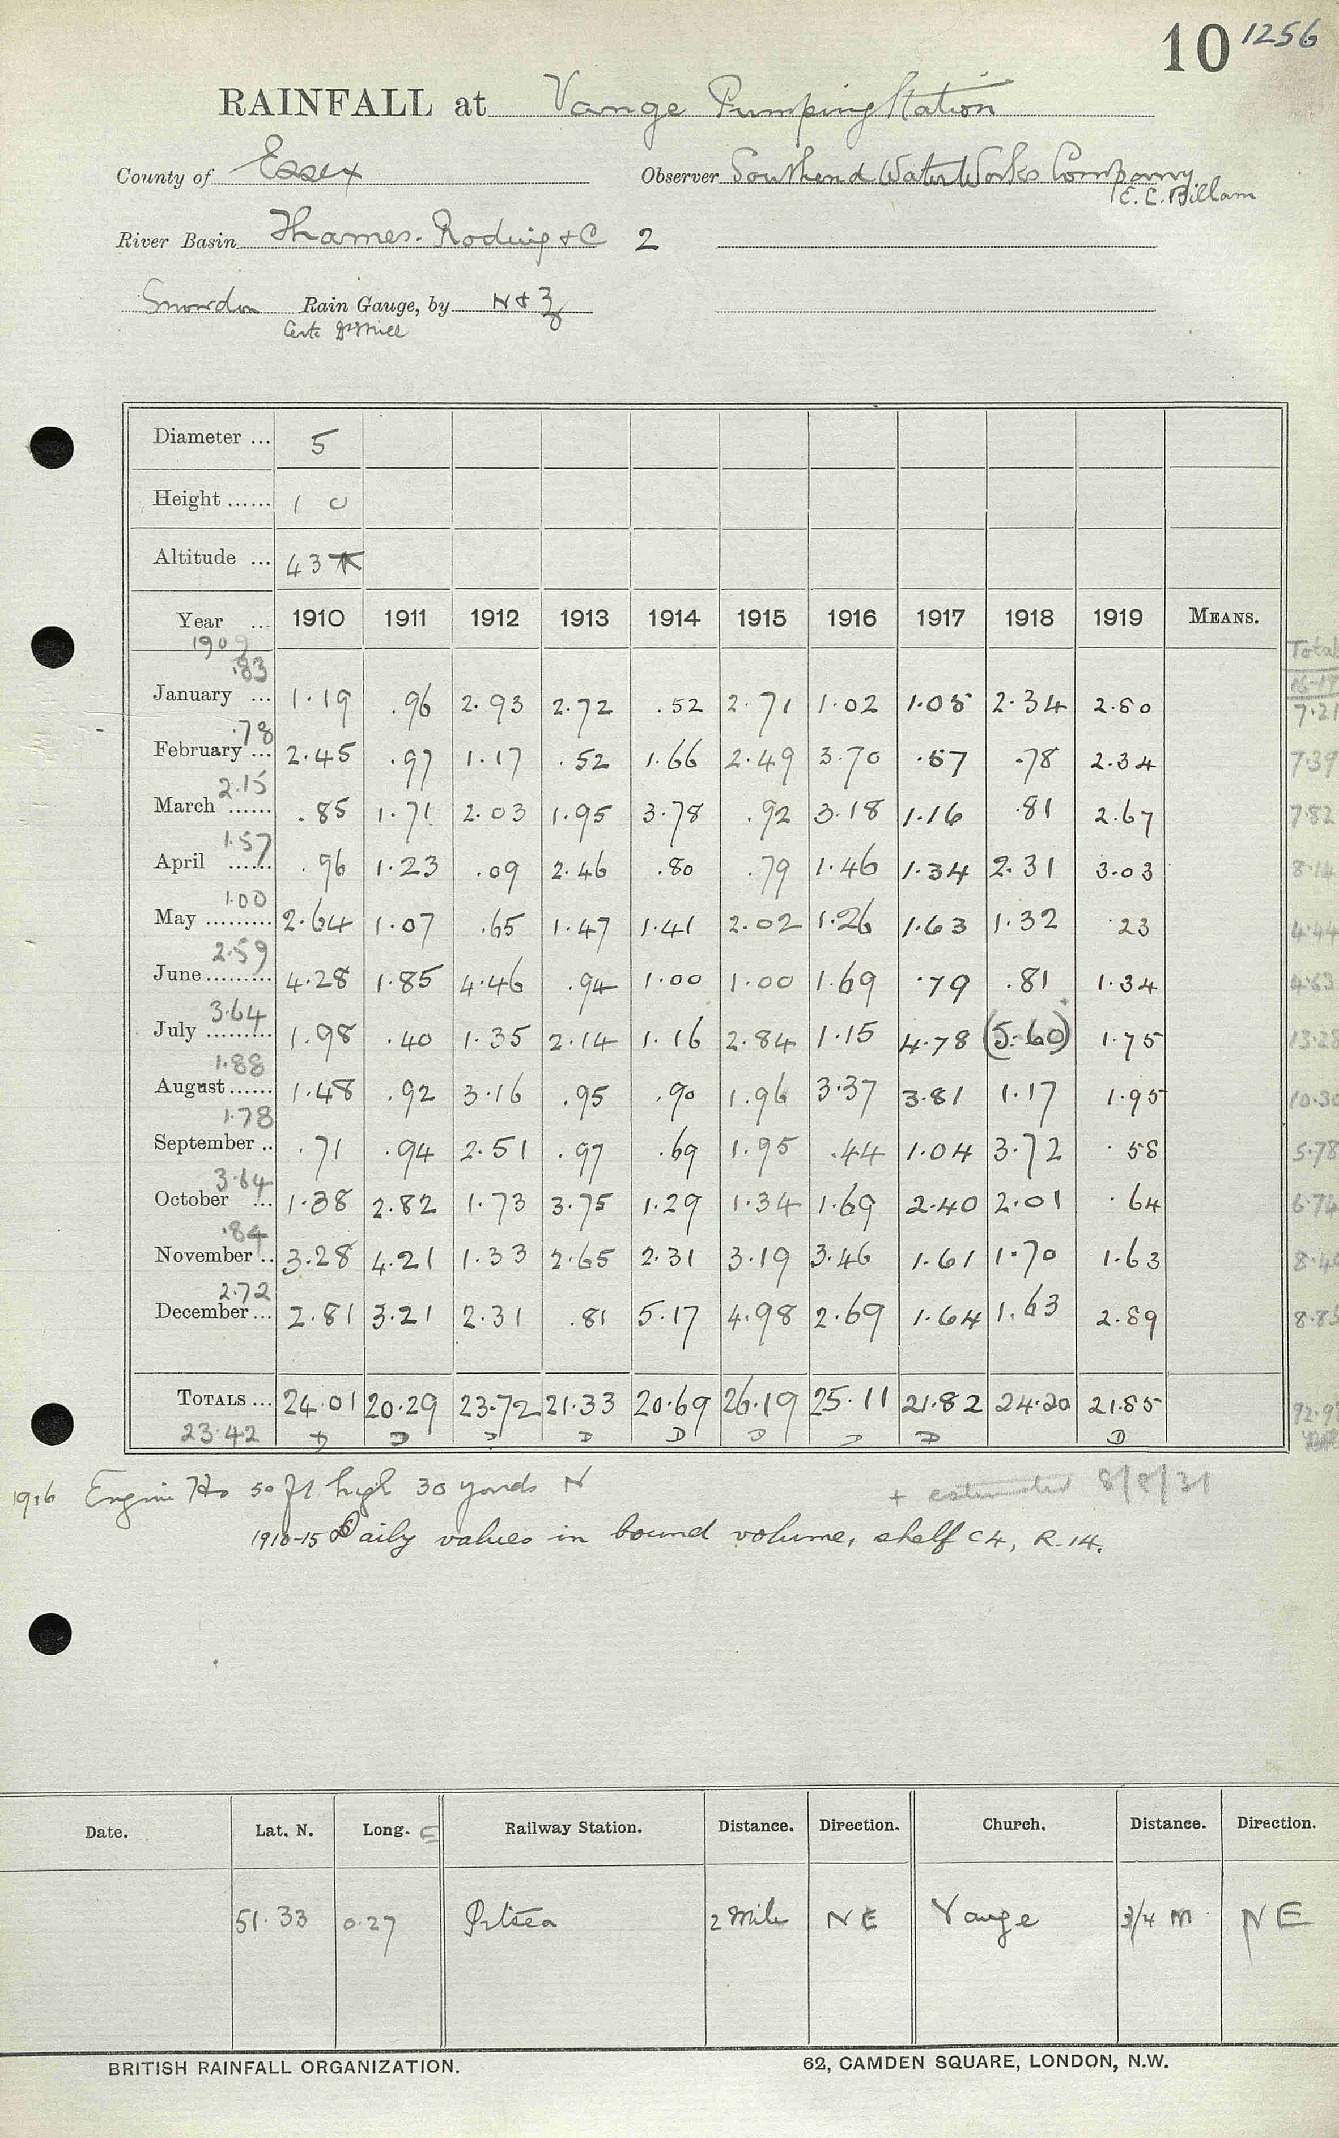 10 1256
RAINFALL at Vange Pumping Station
County of Essex Observer Southend WaterWorks Company
E. C. Billam
River Basin Thames. Roding & C 2
Snowdon Rain Gauge, by N & Z
Diameter ... 5
Height ...... 1 0
Altitude ... 43
Year ... 1910 1911 1912 1913 1914 1915 1916 1917 1918 1919 MEANS.
1909 Total
.83 16-19
January ... 1.19 .96 2.93 2.72 .52 2.71 1.02 1.05 2.34 2.80 7.21
.78
February ... 2.45 .97 1.17 .52 1.66 2.49 3.70 .57 .78 2.34 7.39
2.15
March ...... .85 1.71 2.03 1.95 3.78 .92 3.18 1.16 .81 2.67 7.82
1.57
April ...... .96 1.23 .09 2.46 .80 .79 1.46 1.34 2.31 3.03 8.14
1.00
May ......... 2.64 1.07 .65 1.47 1.41 2.02 1.26 1.63 1.32 .23 4.44
2.59
June ......... 4.28 1.85 4.46 .94 1.00 1.00 1.69 .79 .81 1.34 4.63
3.64
July ......... 1.98 .40 1.35 2.14 1.16 2.84 1.15 4.78 (5.60) 1.75 13.28
1.88
August ...... 1.48 .92 3.16 .95 .90 1.96 3.37 3.81 1.17 1.95 10.30
1.78
September .. .71 .94 2.51 .97 .69 1.95 .44 1.04 3.72 .58 5.78
3.64
October ... 1.38 2.82 1.73 3.75 1.29 1.34 1.69 2.40 2.01 .64 6.74
.84
November .. 3.28 4.21 1.33 2.65 2.31 3.19 3.46 1.61 1.70 1.63 8.40
2.72
December ... 2.81 3.21 2.31 .81 5.17 4.98 2.69 1.64 1.63 2.89 8.85
TOTALS ... 24.01 20.29 23.72 21.33 20.69 26.19 25.11 21.82 24.20 21.85 92.9
23.42 D D D D D D D D D
1916 Engine Ho 50 ft high 30 yards N + estimated 8/8/31
1910-15 Daily values in bound volume, shelf C4, R.14.
Date. Lat. N. Long. E Railway Station. Distance. Direction. Church. Distance. Direction.
51.33 0.27 Pitsea 2 Mile NE Vange 3/4 M NE
BRITISH RAINFALL ORGANIZATION. 62, CAMDEN SQUARE, LONDON, N.W.